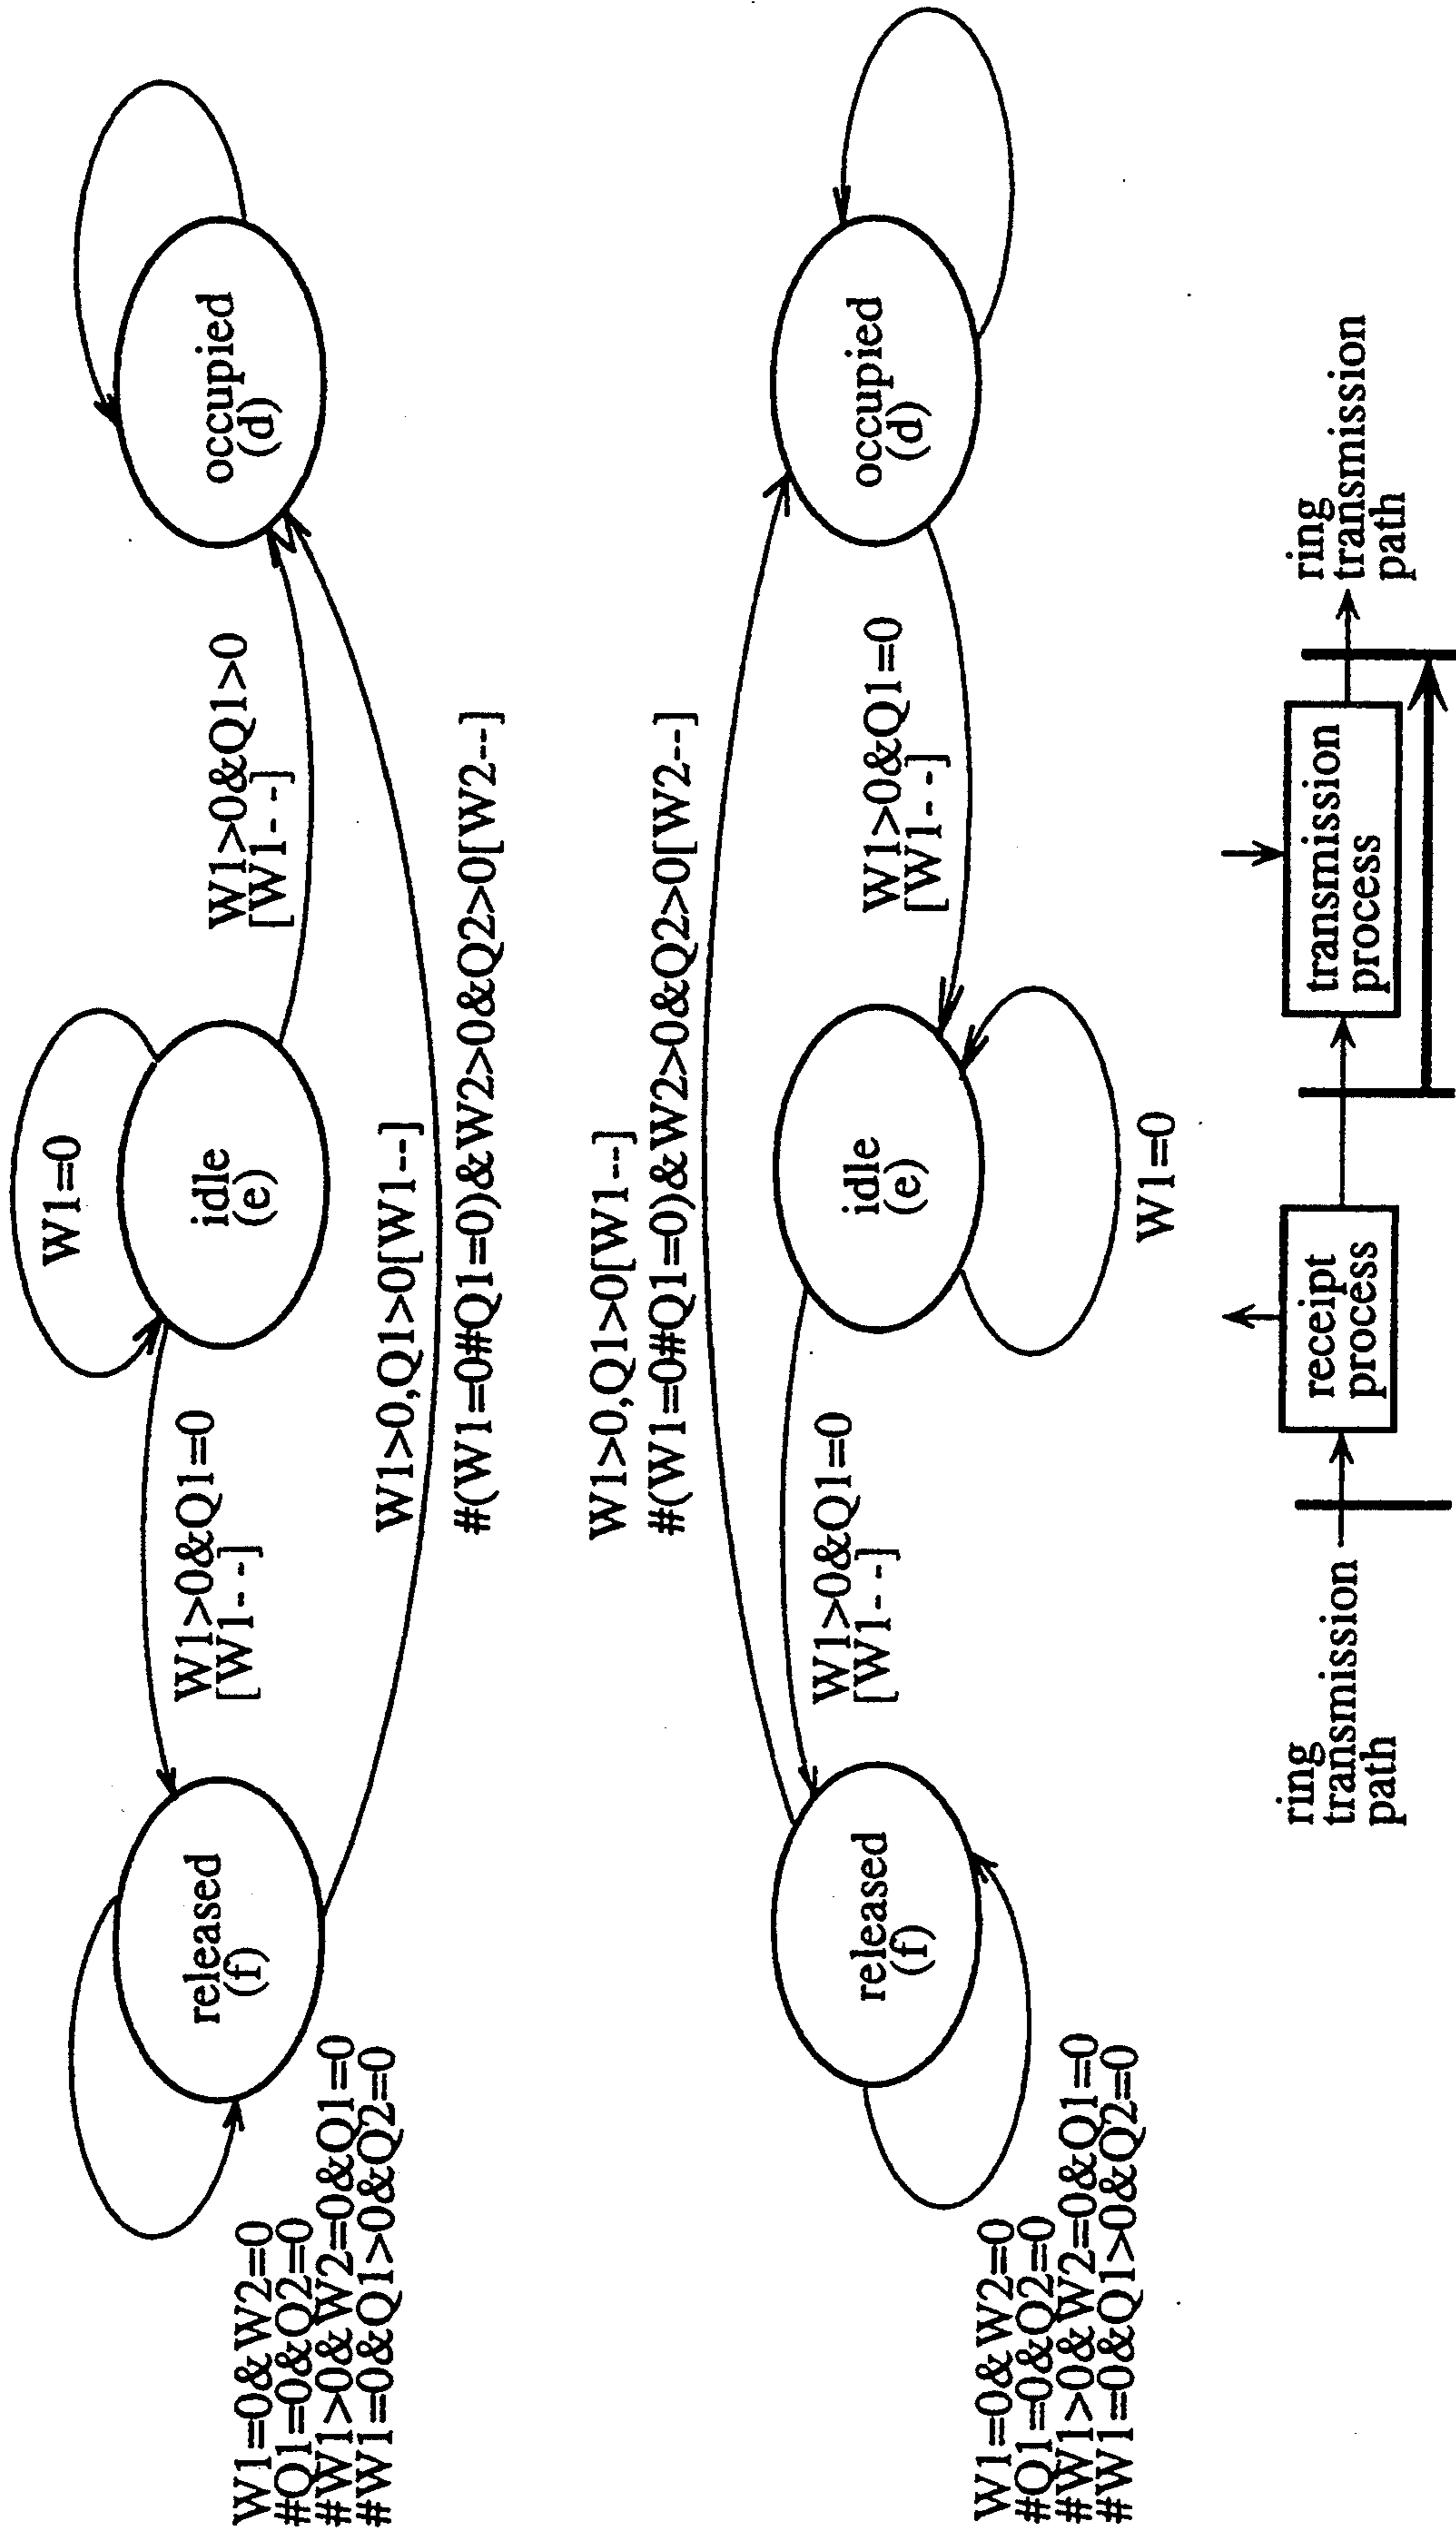 W1=0
W1>0&Q1=0
[W1--]
W1>0&Q1>0
[W1--]
released
(f)
idle
(e)
occupied
(d)
W1=0&W2=0
#Q1=0&Q2=0
#W1>0&W2=0&Q1=0
#W1=0&Q1>0&Q2=0
W1>0,Q1>0[W1--]
#(W1=0#Q1=0)&W2>0&Q2>0[W2--]
W1>0,Q1>0[W1--]
#(W1=0#Q1=0)&W2>0&Q2>0[W2--]
released
(f)
idle
(e)
occupied
(d)
W1>0&Q1=0
[W1--]
W1>0&Q1=0
[W1--]
W1=0
W1=0&W2=0
#Q1=0&Q2=0
#W1>0&W2=0&Q1=0
#W1=0&Q1>0&Q2=0
ring
transmission
path
receipt
process
transmission
process
ring
transmission
path